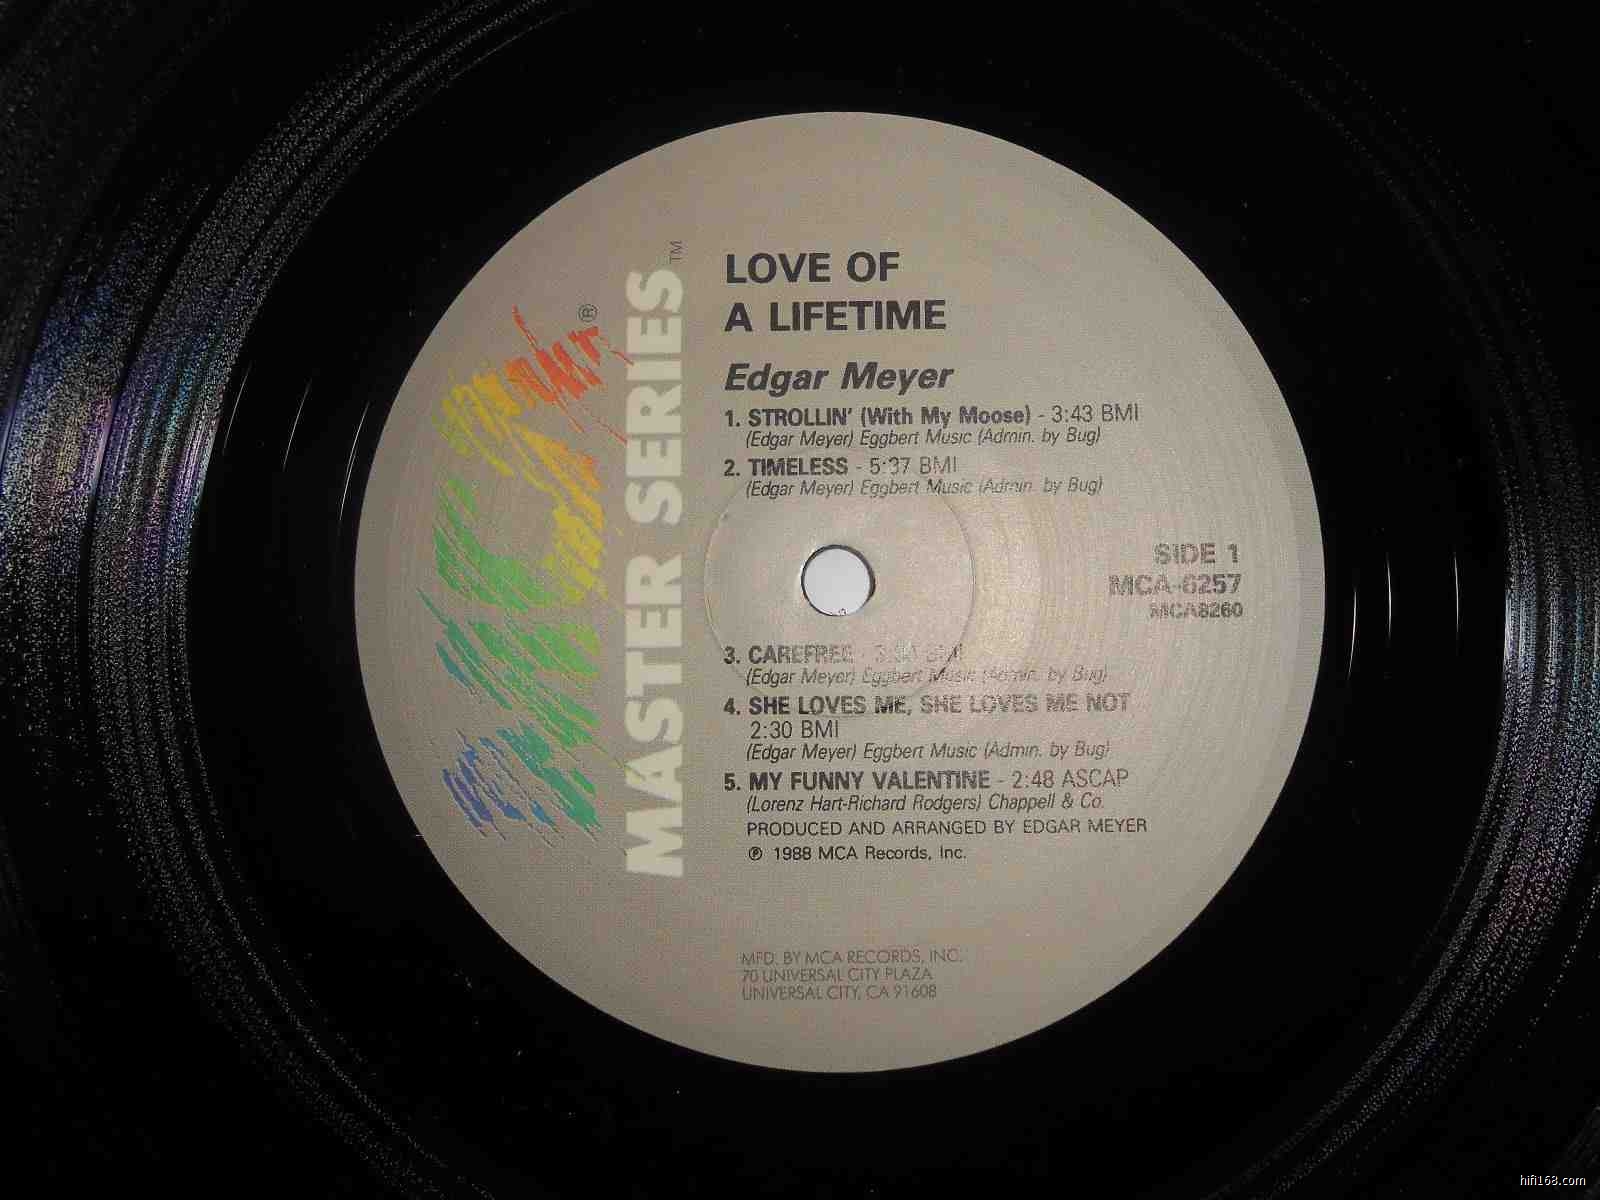 LOVE OF
A LIFETIME
Edgar Meyer
1. STROLLIN' (With My Moose) - 3:43 BMI
(Edgar Meyer) Eggbert Music (Admin. by Bug)
2. TIMELESS - 5:37 BMI
(Edgar Meyer) Eggbert Music (Admin. by Bug)
SIDE 1
MCA-6257
MCA8260
3. CAREFREE - BMI
(Edgar Meyer) Eggbert Music (Admin. by Bug)
4. SHE LOVES ME, SHE LOVES ME NOT
2:30 BMI
(Edgar Meyer) Eggbert Music (Admin. by Bug)
5. MY FUNNY VALENTINE - 2:48 ASCAP
(Lorenz Hart-Richard Rodgers) Chappell & Co.
PRODUCED AND ARRANGED BY EDGAR MEYER
℗ 1988 MCA Records, Inc.
MFD. BY MCA RECORDS, INC.
70 UNIVERSAL CITY PLAZA
UNIVERSAL CITY, CA 91608
MCA®
MASTER SERIES™
hifi168.com